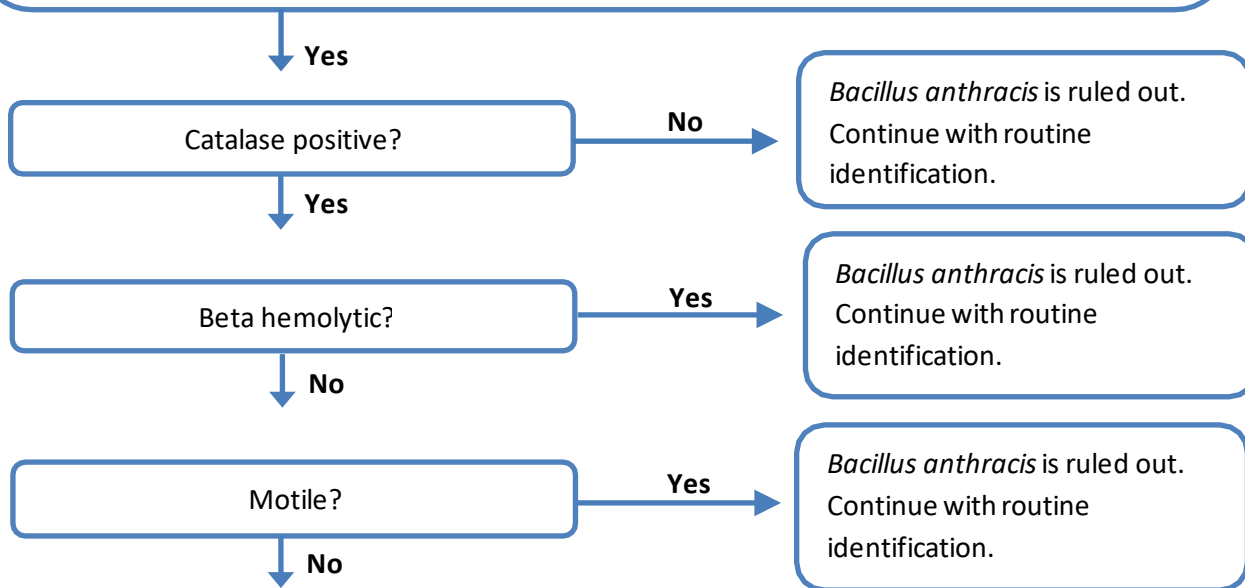 Yes
Catalase positive?
No
Bacillus anthracis is ruled out.
Continue with routine
identification.
Yes
Beta hemolytic?
Yes
Bacillus anthracis is ruled out.
Continue with routine
identification.
No
Motile?
Yes
Bacillus anthracis is ruled out.
Continue with routine
identification.
No